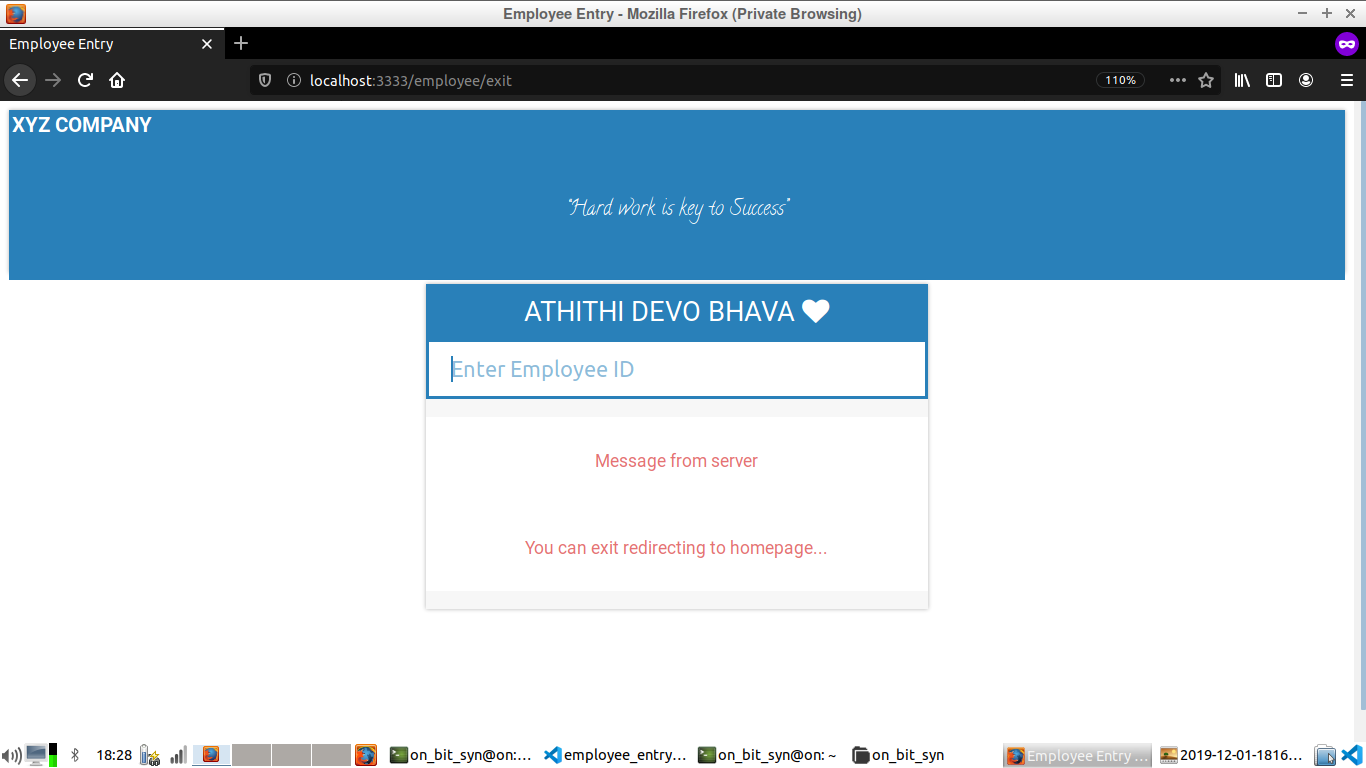 Employee Entry - Mozilla Firefox (Private Browsing)
Employee Entry
localhost:3333/employee/exit
110%
XYZ COMPANY
“Hard work is key to Success”
ATHITHI DEVO BHAVA
Enter Employee ID
Message from server
You can exit redirecting to homepage...
18:28
on_bit_syn@on:...
employee_entry...
on_bit_syn@on: ~
on_bit_syn
Employee Entry ...
2019-12-01-1816...